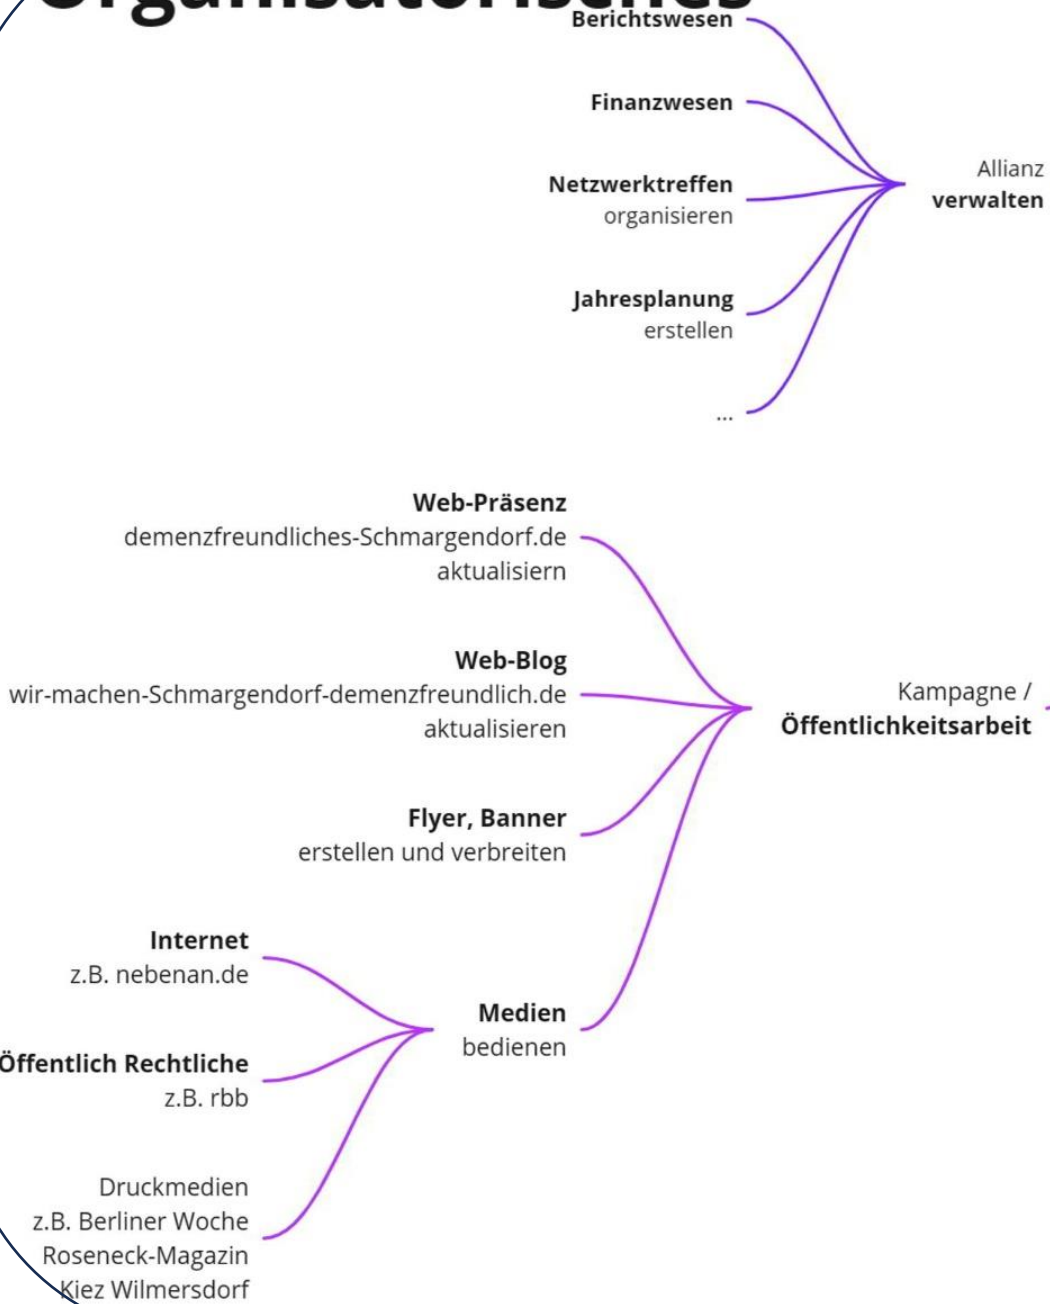 Organisatorisches
Berichtswesen
Finanzwesen
Netzwerktreffen
organisieren
Allianz
verwalten
Jahresplanung
erstellen
...
Web-Präsenz
demenzfreundliches-Schmargendorf.de
aktualisiern
Web-Blog
wir-machen-Schmargendorf-demenzfreundlich.de
aktualisieren
Kampagne /
Öffentlichkeitsarbeit
Flyer, Banner
erstellen und verbreiten
Medien
bedienen
Internet
z.B. nebenan.de
Öffentlich Rechtliche
z.B. rbb
Druckmedien
z.B. Berliner Woche
Roseneck-Magazin
Kiez Wilmersdorf